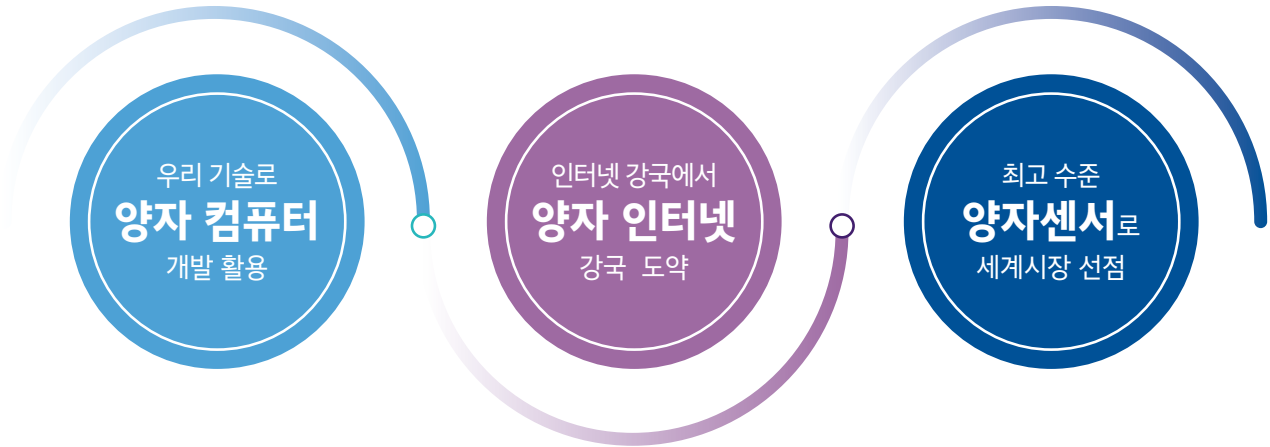 우리 기술로
양자 컴퓨터
개발 활용
인터넷 강국에서
양자 인터넷
강국 도약
최고 수준
양자센서로
세계시장 선점